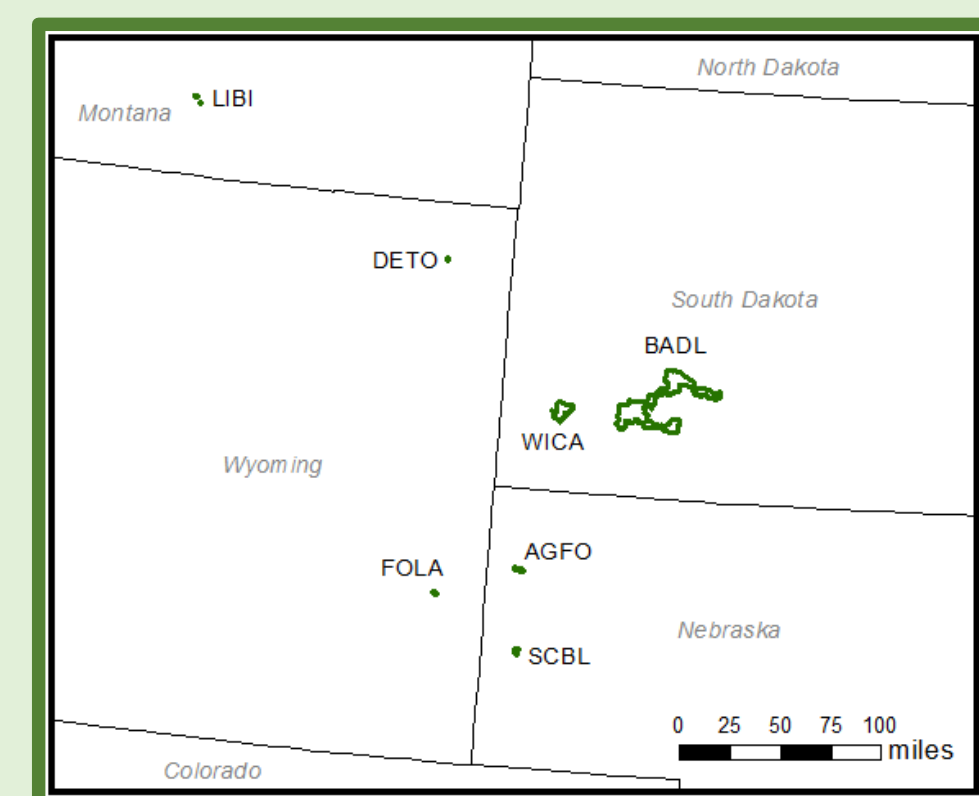 North Dakota
LIBI
Montana
DETO
South Dakota
BADL
WICA
Wyoming
AGFO
FOLA
Nebraska
SCBL
0 25 50 75 100
miles
Colorado